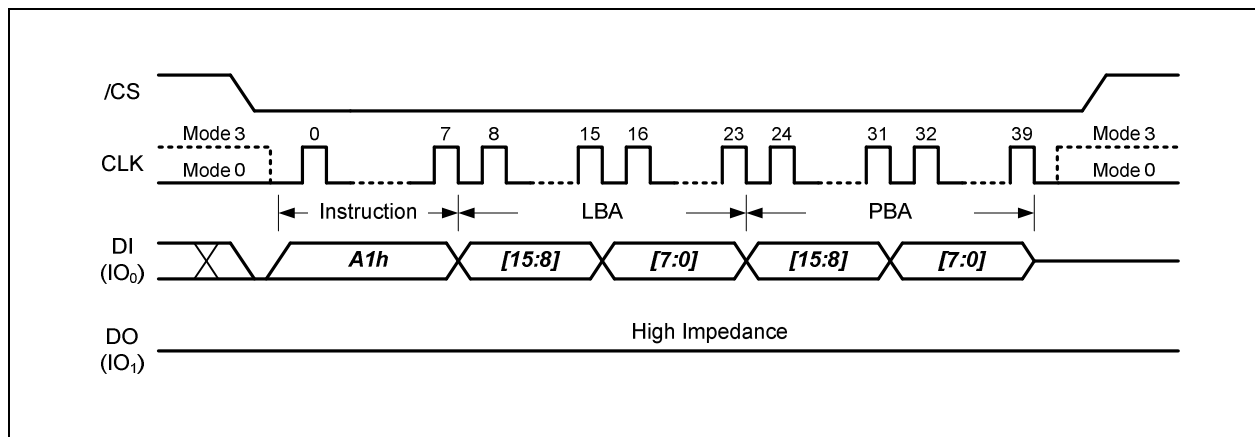 /CS
Mode 3 0 7 8 15 16 23 24 31 32 39 Mode 3
CLK
Mode 0 Mode 0
Instruction LBA PBA
DI
(IO₀)
A1h [15:8] [7:0] [15:8] [7:0]
High Impedance
DO
(IO₁)